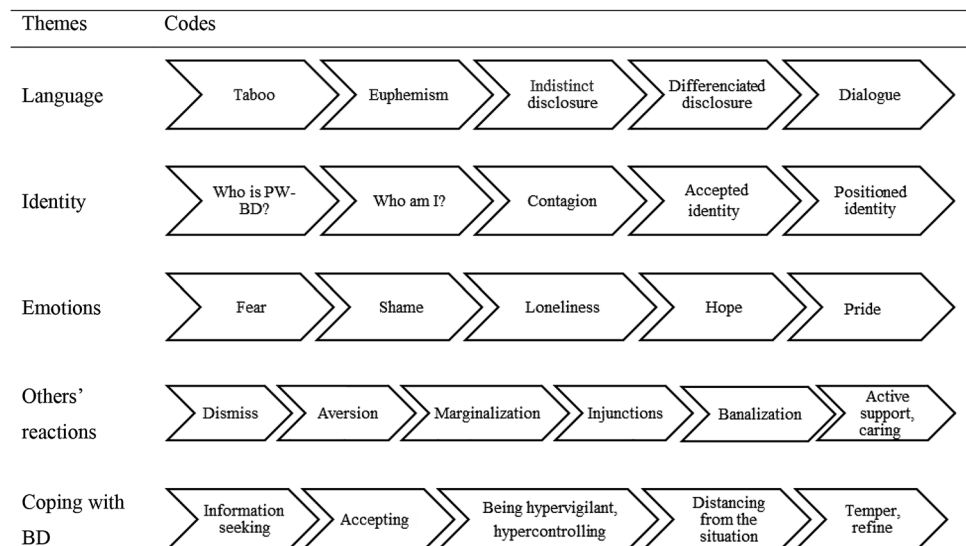 Themes Codes
Language
Taboo
Euphemism
Indistinct
disclosure
Differenciated
disclosure
Dialogue
Identity
Who is PW-
BD?
Who am I?
Contagion
Accepted
identity
Positioned
identity
Emotions
Fear
Shame
Loneliness
Hope
Pride
Others’
reactions
Dismiss
Aversion
Marginalization
Injunctions
Banalization
Active
support,
caring
Coping with
BD
Information
seeking
Accepting
Being hypervigilant,
hypercontrolling
Distancing
from the
situation
Temper,
refine